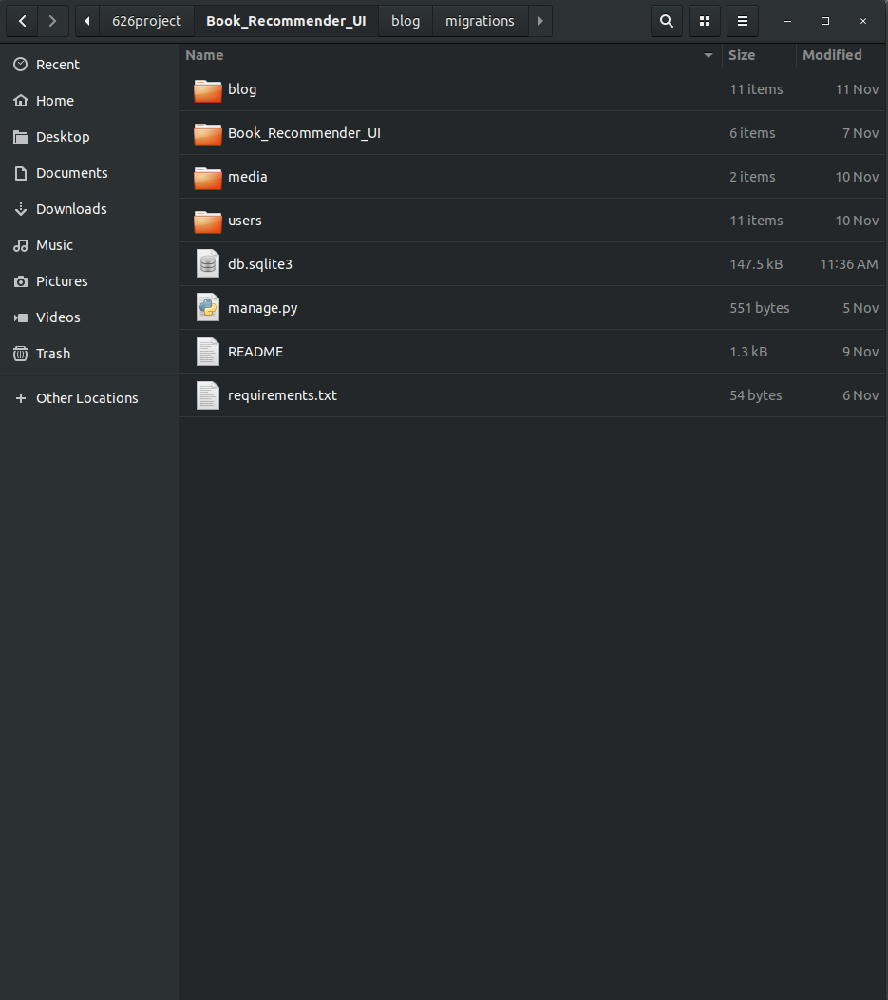 626project Book_Recommender_UI blog migrations
Name Size Modified
Recent
Home
Desktop
Documents
Downloads
Music
Pictures
Videos
Trash
Other Locations
blog 11 items 11 Nov
Book_Recommender_UI 6 items 7 Nov
media 2 items 10 Nov
users 11 items 10 Nov
db.sqlite3 147.5 kB 11:36 AM
manage.py 551 bytes 5 Nov
README 1.3 kB 9 Nov
requirements.txt 54 bytes 6 Nov